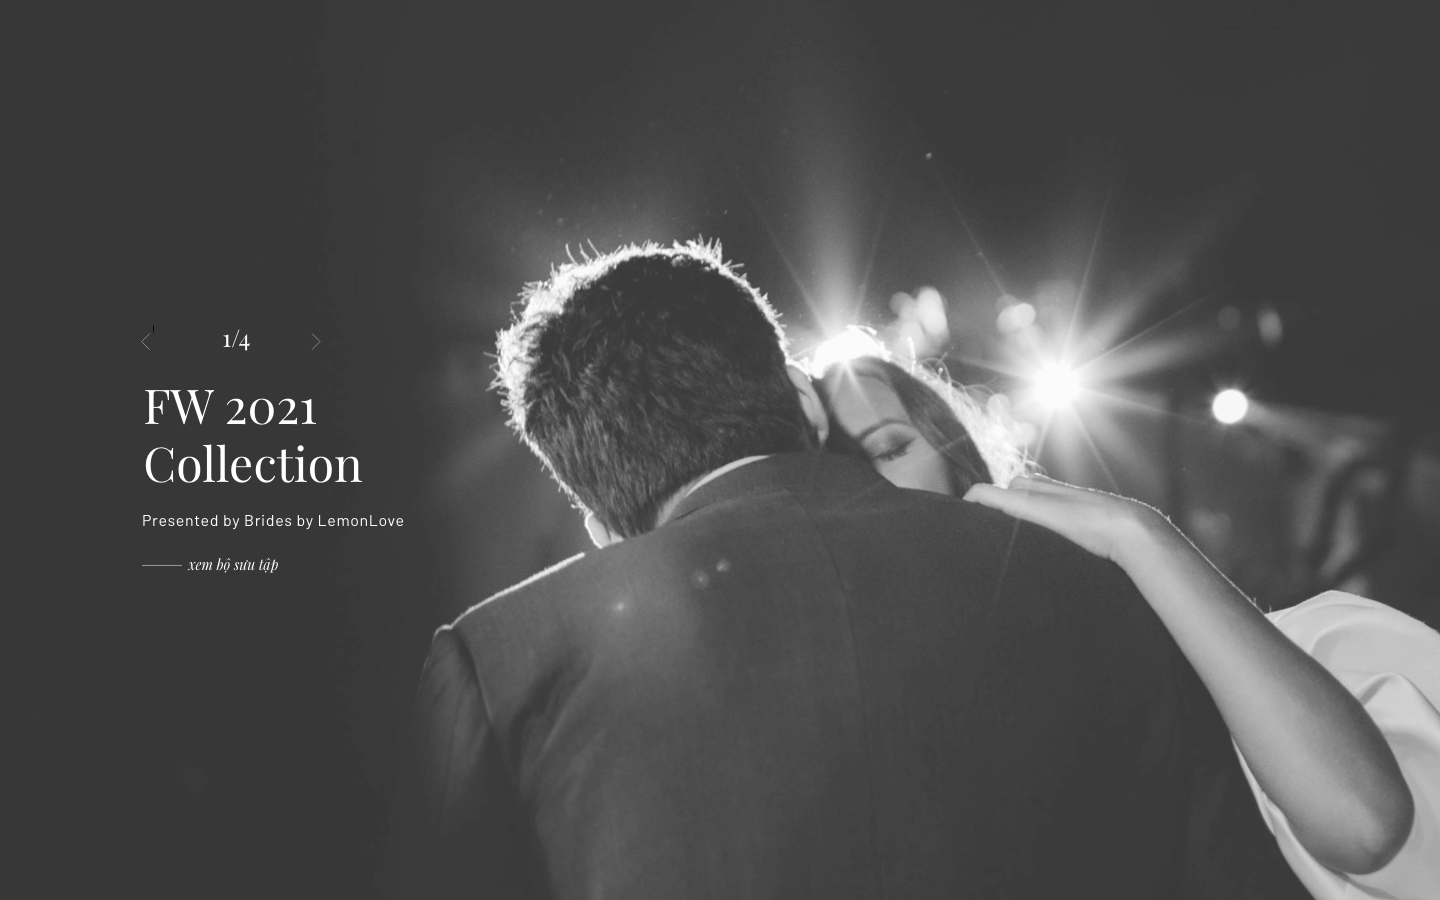 1/4
FW 2021
Collection
Presented by Brides by LemonLove
xem bộ sưu tập